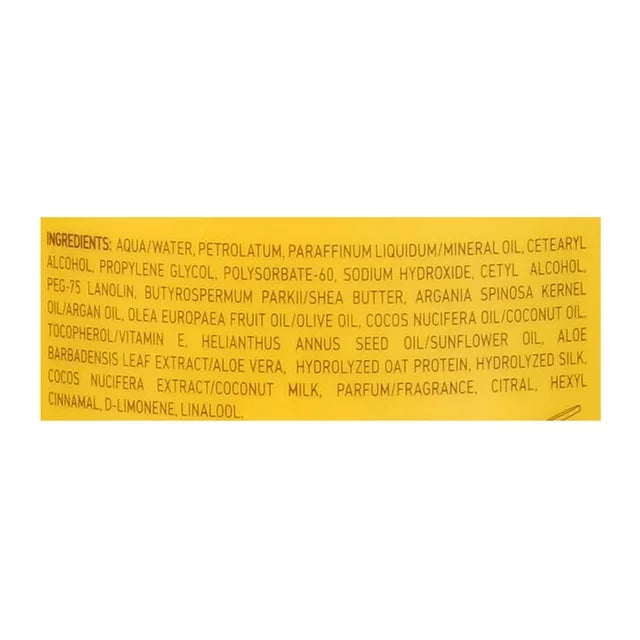 INGREDIENTS: AQUA/WATER, PETROLATUM, PARAFFINUM LIQUIDUM/MINERAL OIL, CETEARYL
ALCOHOL, PROPYLENE GLYCOL, POLYSORBATE-60, SODIUM HYDROXIDE, CETYL ALCOHOL,
PEG-75 LANOLIN, BUTYROSPERMUM PARKII/SHEA BUTTER, ARGANIA SPINOSA KERNEL
OIL/ARGAN OIL, OLEA EUROPAEA FRUIT OIL/OLIVE OIL, COCOS NUCIFERA OIL/COCONUT OIL,
TOCOPHEROL/VITAMIN E, HELIANTHUS ANNUS SEED OIL/SUNFLOWER OIL, ALOE
BARBADENSIS LEAF EXTRACT/ALOE VERA, HYDROLYZED OAT PROTEIN, HYDROLYZED SILK,
COCOS NUCIFERA EXTRACT/COCONUT MILK, PARFUM/FRAGRANCE, CITRAL, HEXYL
CINNAMAL, D-LIMONENE, LINALOOL.